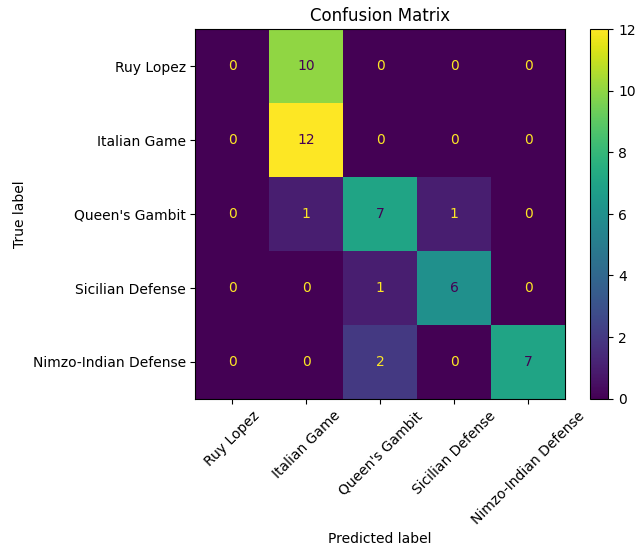 Confusion Matrix
Ruy Lopez 0 10 0 0 0
Italian Game 0 12 0 0 0
Queen's Gambit 0 1 7 1 0
Sicilian Defense 0 0 1 6 0
Nimzo-Indian Defense 0 0 2 0 7
True label
Ruy Lopez Italian Game Queen's Gambit Sicilian Defense Nimzo-Indian Defense
Predicted label
12
10
8
6
4
2
0